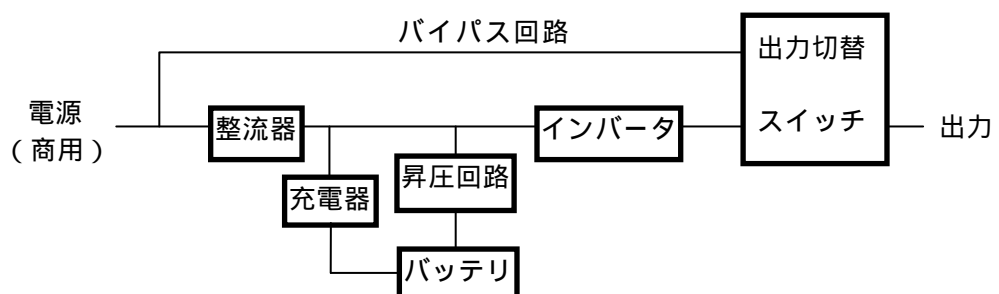 バイパス回路
出力切替
スイッチ
電源
（商用）
整流器
インバータ
出力
充電器
昇圧回路
バッテリ